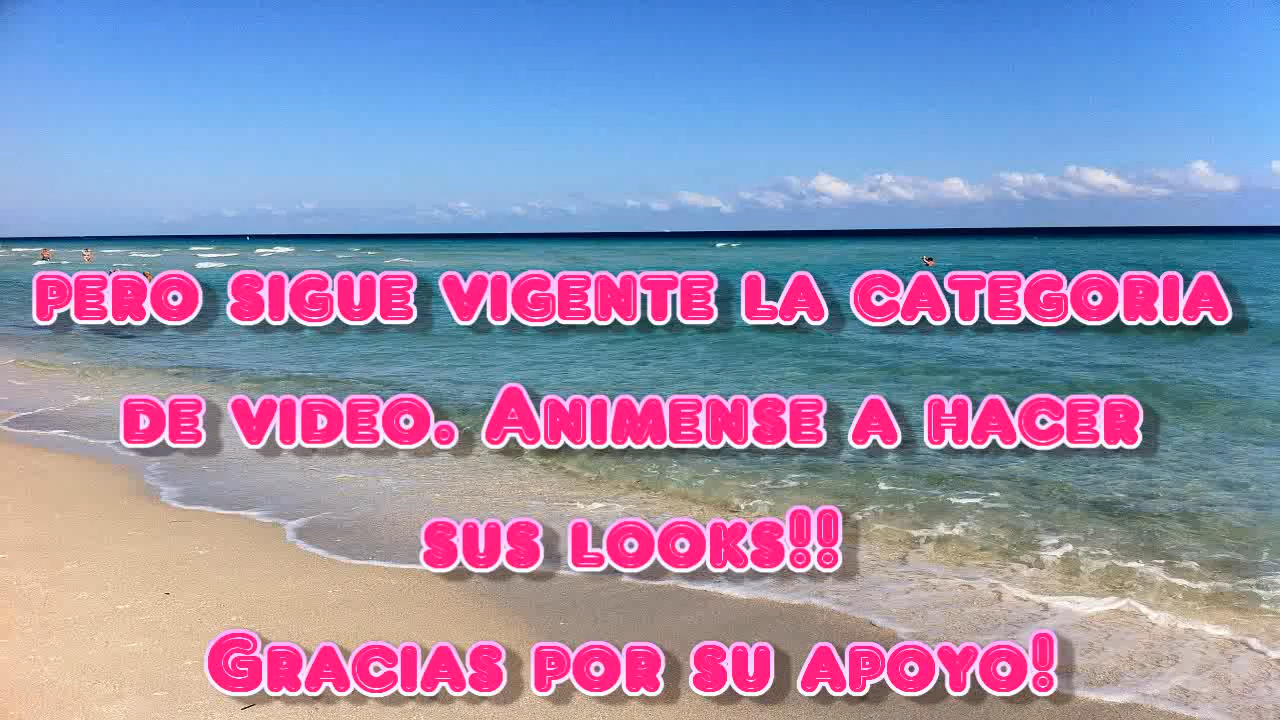 PERO SIGUE VIGENTE LA CATEGORIA
DE VIDEO. ANIMENSE A HACER
SUS LOOKS!!
GRACIAS POR SU APOYO!